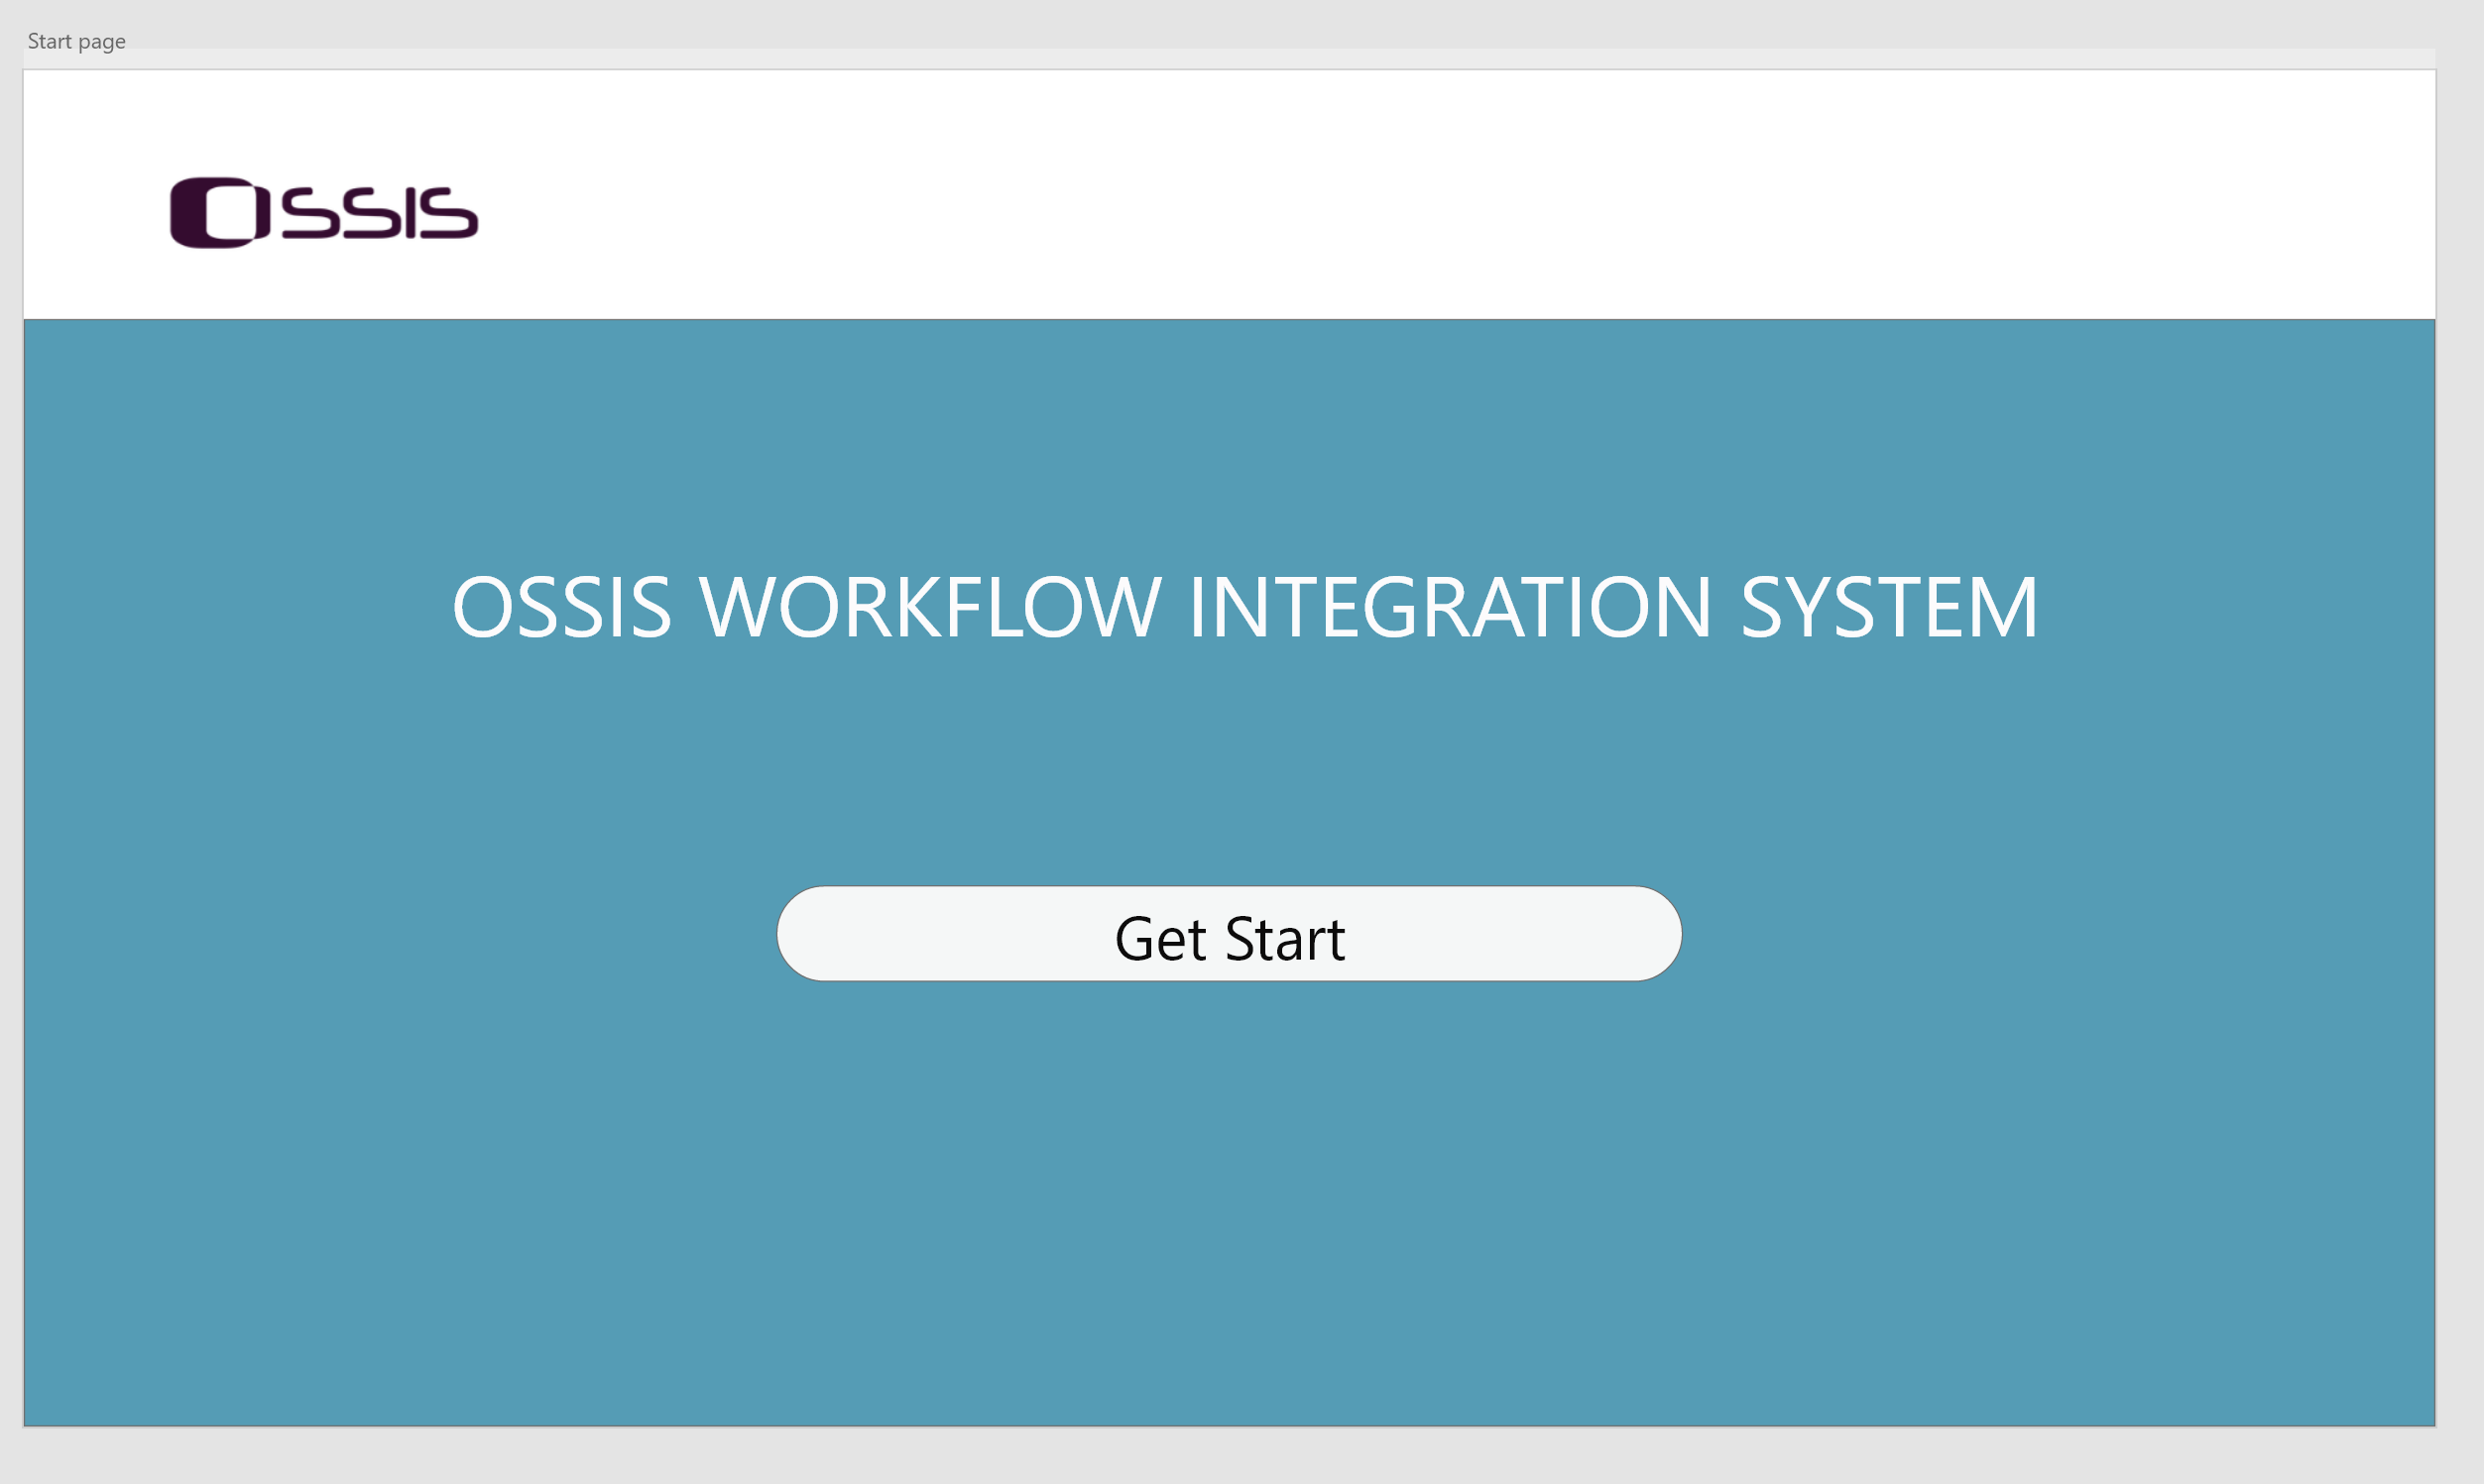 Start page
OSSIS
OSSIS WORKFLOW INTEGRATION SYSTEM
Get Start